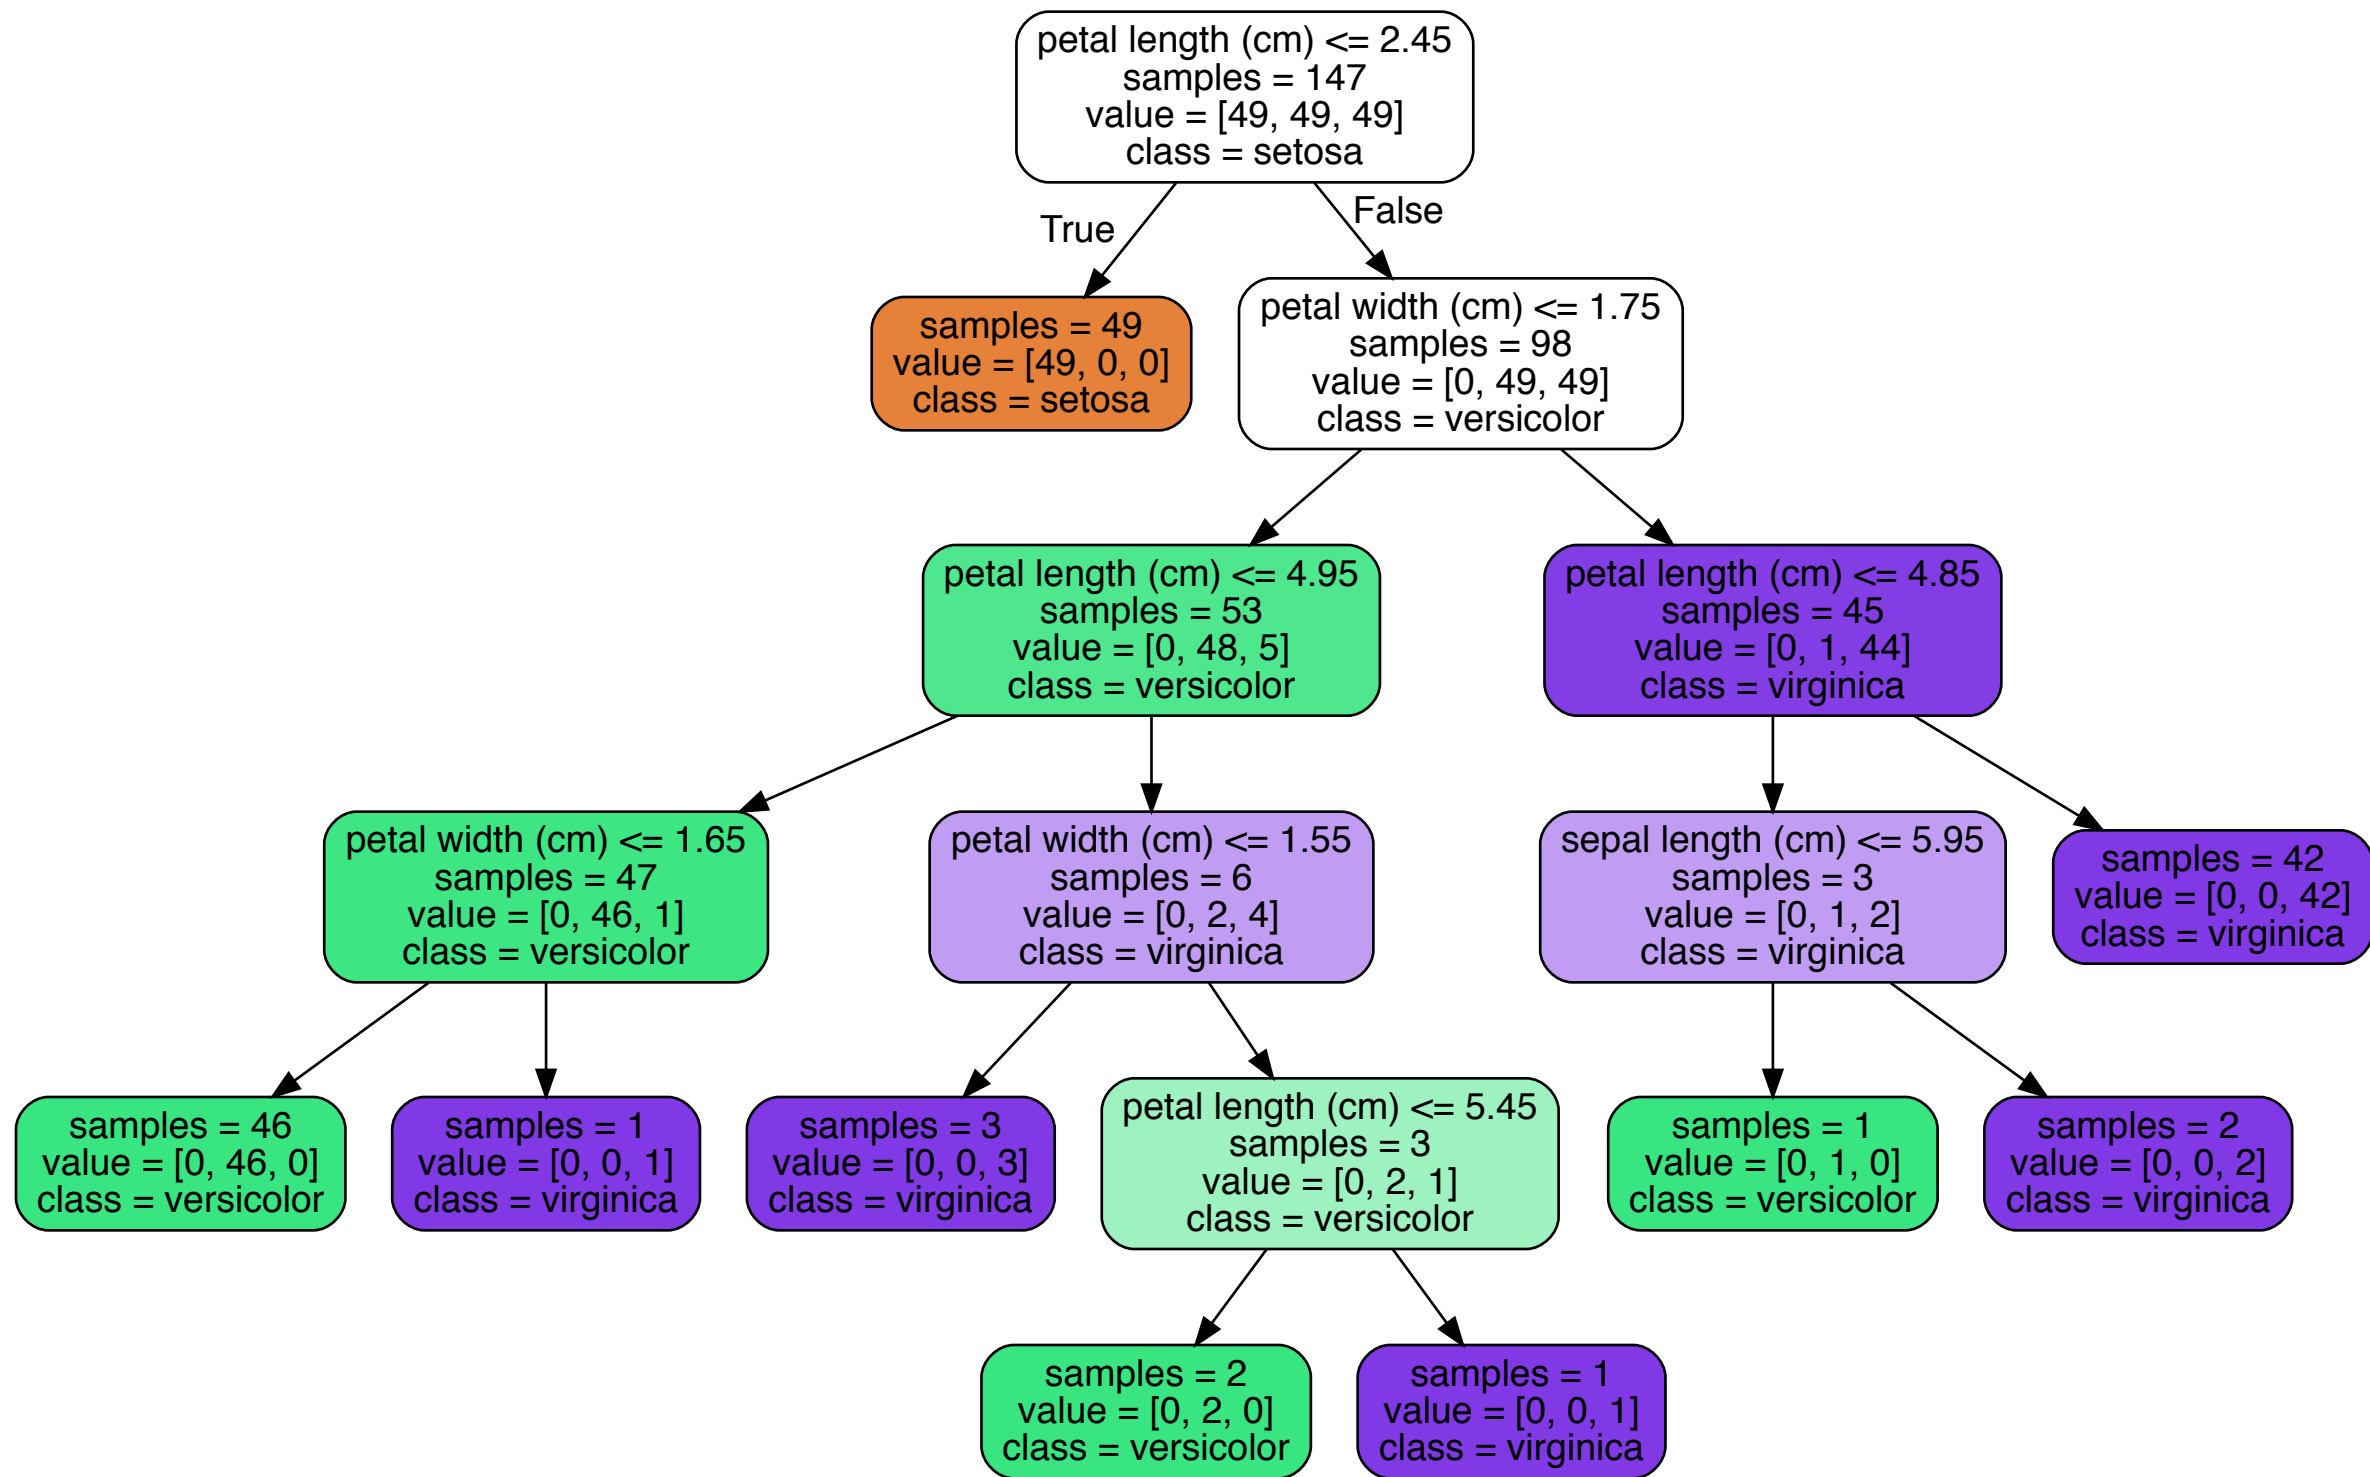 petal length (cm) <= 2.45
samples = 147
value = [49, 49, 49]
class = setosa
True
False
samples = 49
value = [49, 0, 0]
class = setosa
petal width (cm) <= 1.75
samples = 98
value = [0, 49, 49]
class = versicolor
petal length (cm) <= 4.95
samples = 53
value = [0, 48, 5]
class = versicolor
petal length (cm) <= 4.85
samples = 45
value = [0, 1, 44]
class = virginica
petal width (cm) <= 1.65
samples = 47
value = [0, 46, 1]
class = versicolor
petal width (cm) <= 1.55
samples = 6
value = [0, 2, 4]
class = virginica
sepal length (cm) <= 5.95
samples = 3
value = [0, 1, 2]
class = virginica
samples = 42
value = [0, 0, 42]
class = virginica
samples = 46
value = [0, 46, 0]
class = versicolor
samples = 1
value = [0, 0, 1]
class = virginica
samples = 3
value = [0, 0, 3]
class = virginica
petal length (cm) <= 5.45
samples = 3
value = [0, 2, 1]
class = versicolor
samples = 1
value = [0, 1, 0]
class = versicolor
samples = 2
value = [0, 0, 2]
class = virginica
samples = 2
value = [0, 2, 0]
class = versicolor
samples = 1
value = [0, 0, 1]
class = virginica